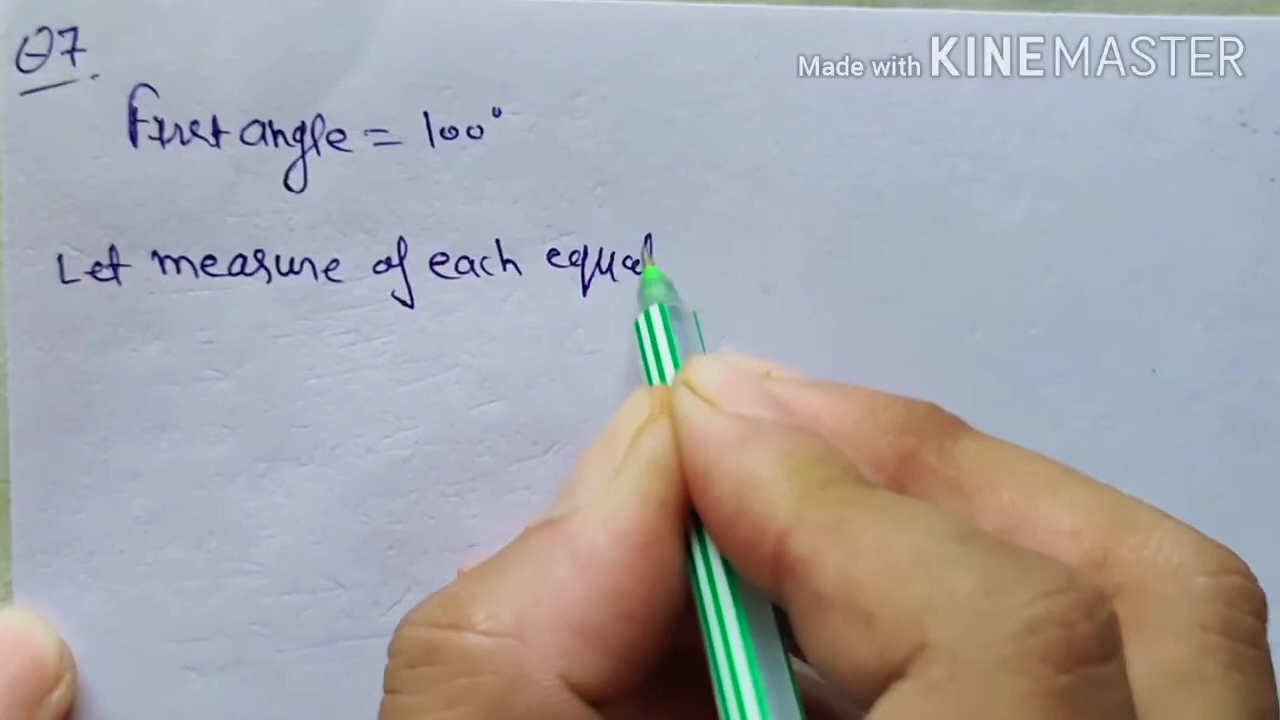 Q7.
Made with KINEMASTER
First angle = 100°
Let measure of each equal